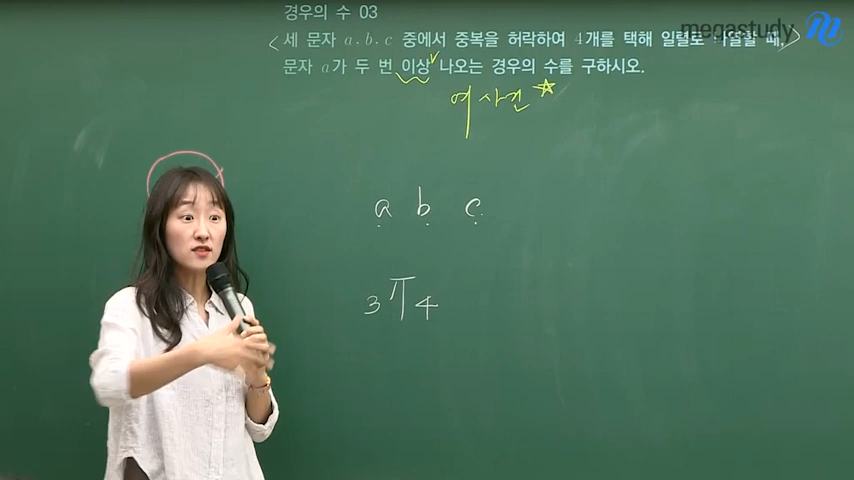 경우의 수 03
megastudy
<세 문자 a, b, c 중에서 중복을 허락하여 4개를 택해 일렬로 나열할 때,>
문자 a가 두 번 이상 나오는 경우의 수를 구하시오.
여사건
a b c
3 π 4